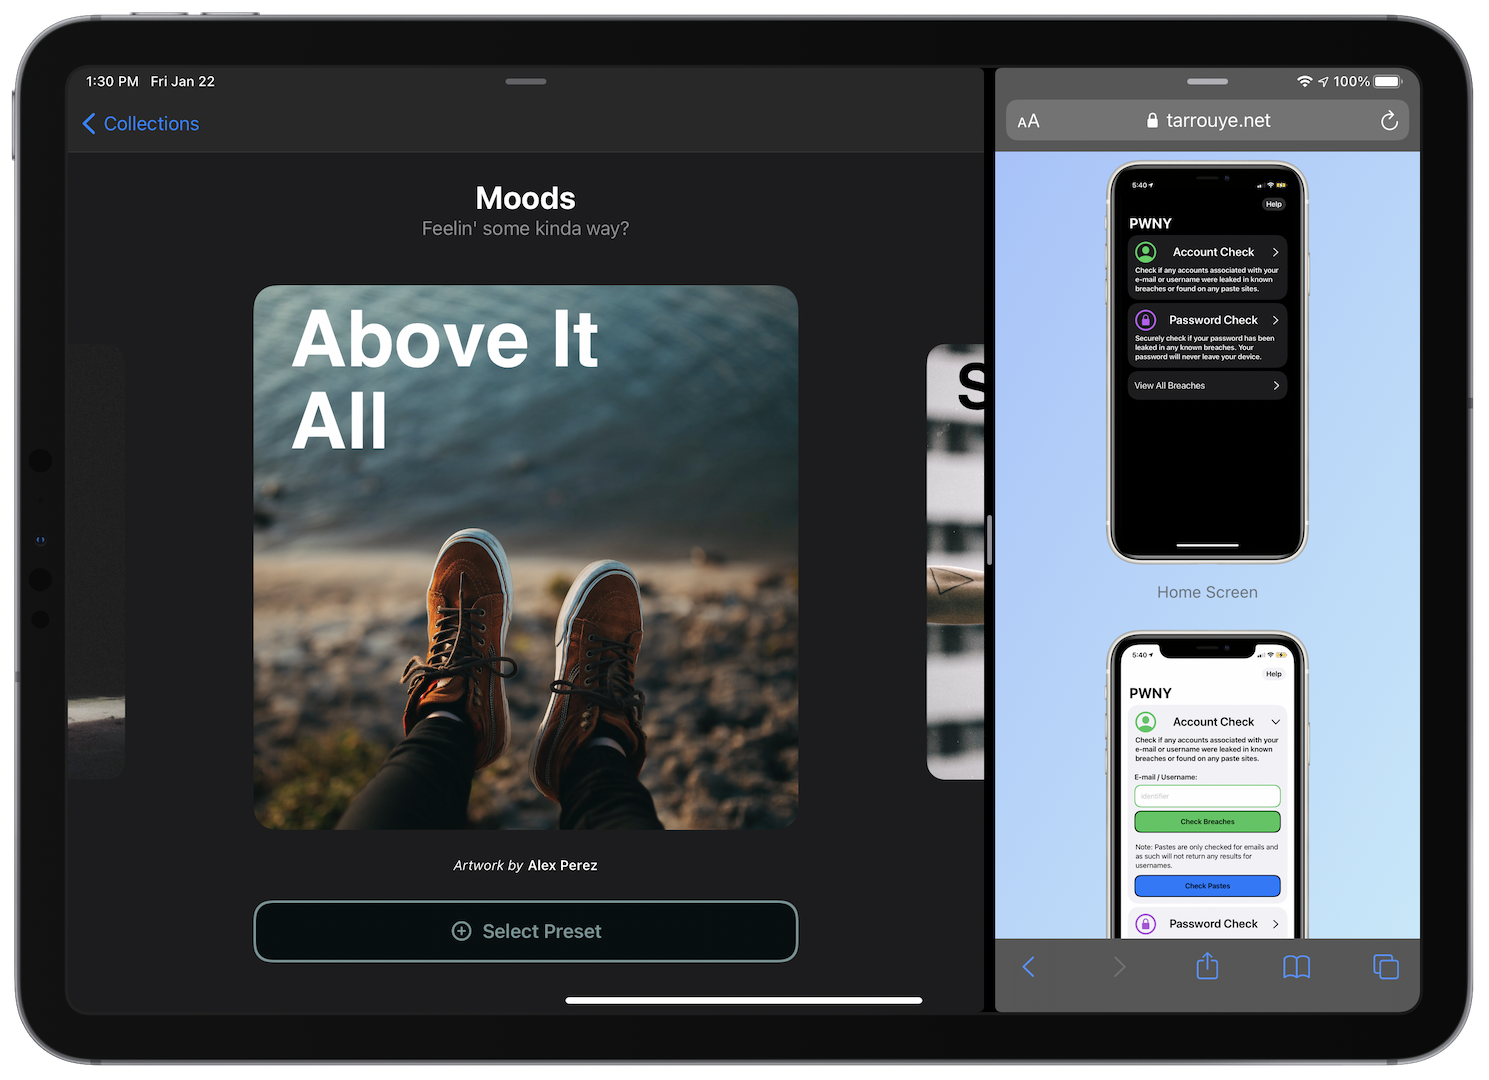 1:30 PM Fri Jan 22
Collections
Moods
Feelin' some kinda way?
Above It
All
S
Artwork by Alex Perez
Select Preset
100%
AA
tarrouye.net
5:40
Help
PWNY
Account Check
Check if any accounts associated with your
e-mail or username were leaked in known
breaches or found on any paste sites.
Password Check
Securely check if your password has been
leaked in any known breaches. Your
password will never leave your device.
View All Breaches
Home Screen
5:40
Help
PWNY
Account Check
Check if any accounts associated with your
e-mail or username were leaked in known
breaches or found on any paste sites.
E-mail / Username:
identifier
Check Breaches
Note: Pastes are only checked for emails and
as such will not return any results for
usernames.
Check Pastes
Password Check